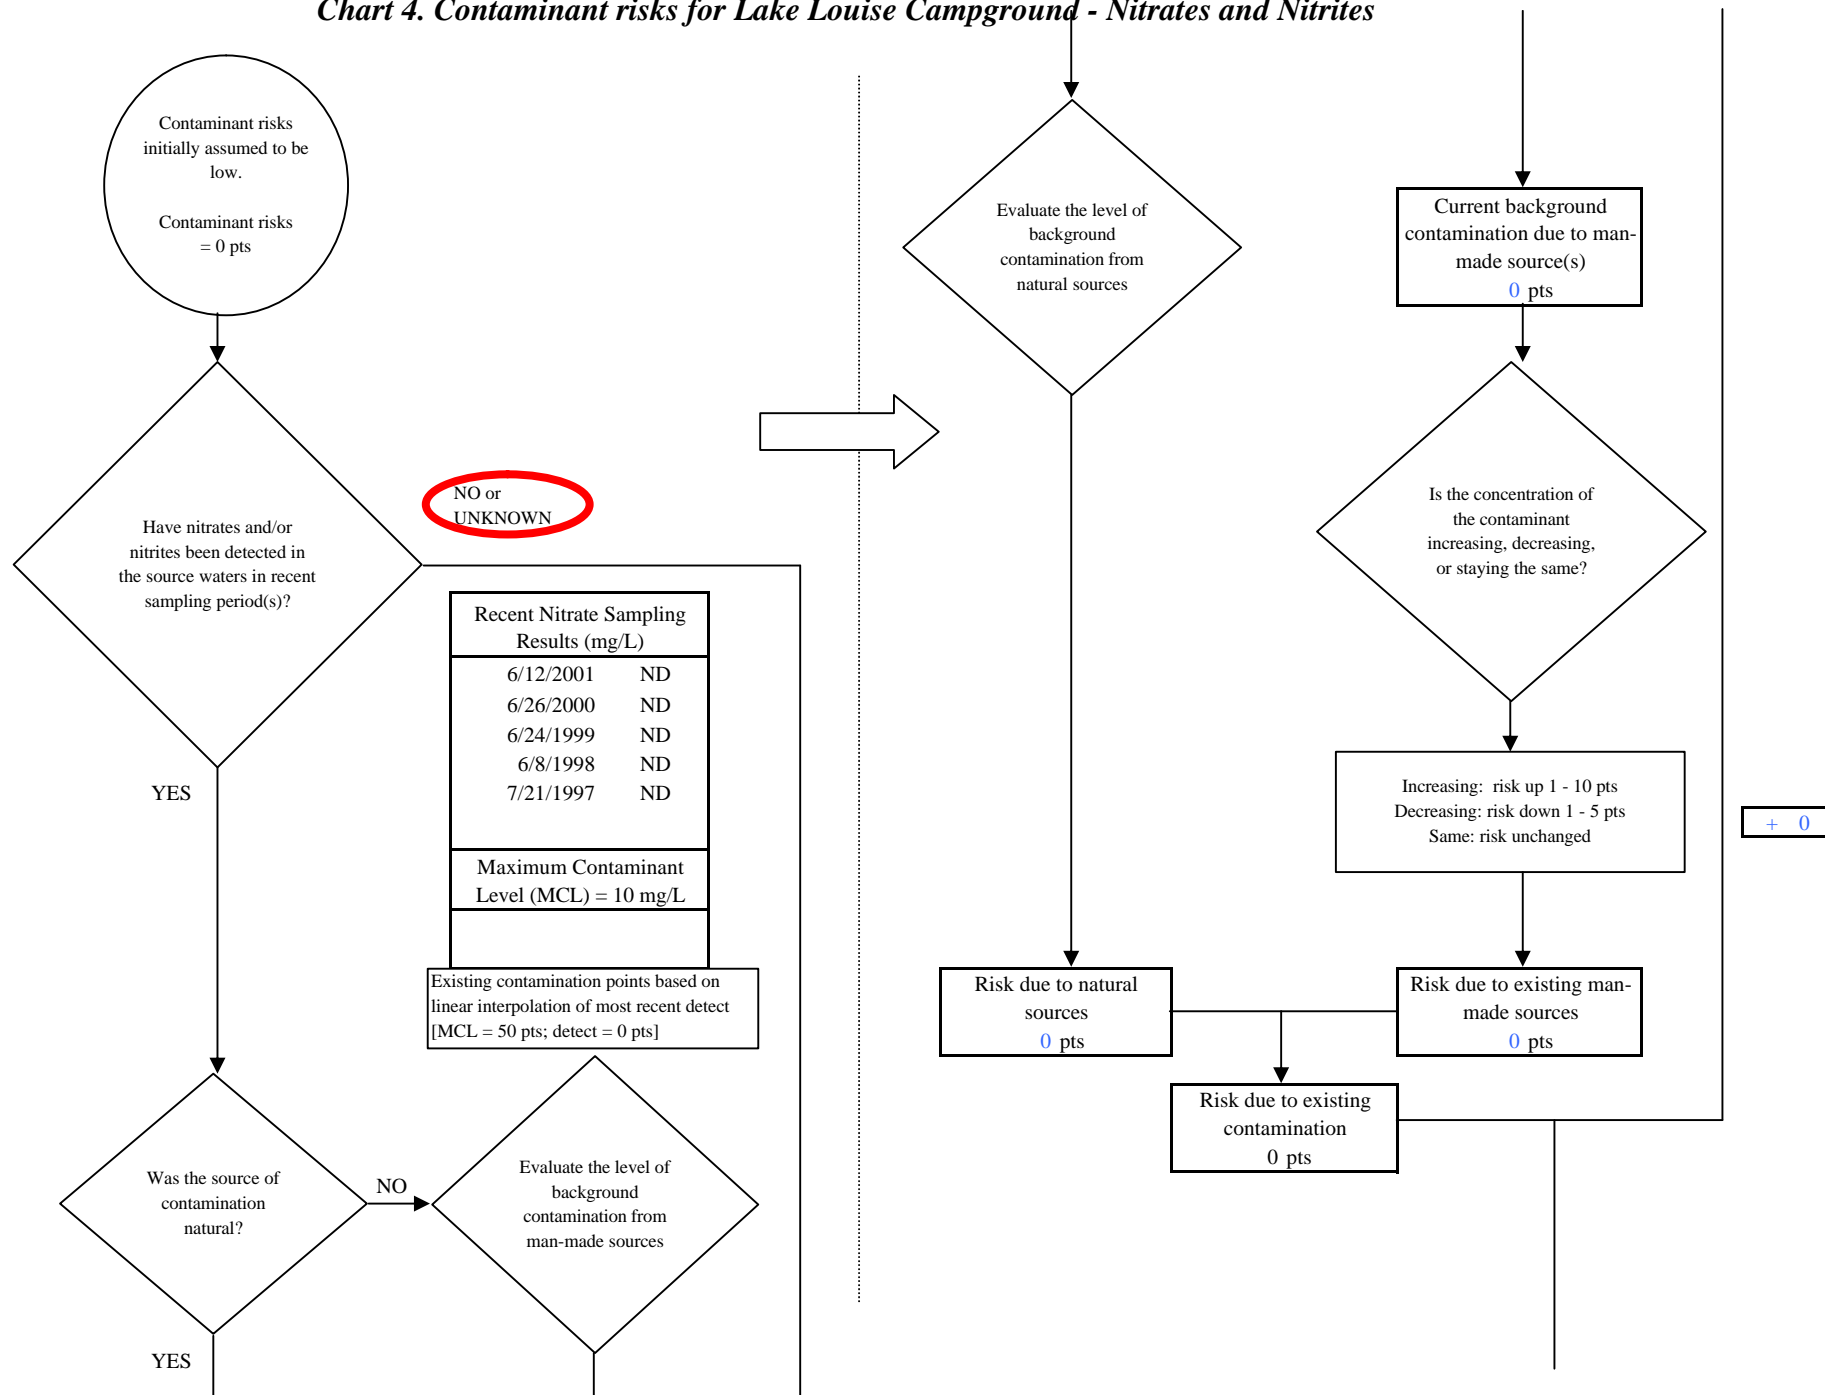 Chart 4. Contaminant risks for Lake Louise Campground - Nitrates and Nitrites
Contaminant risks
initially assumed to be
low.
Contaminant risks
= 0 pts
Have nitrates and/or
nitrites been detected in
the source waters in recent
sampling period(s)?
NO or
UNKNOWN
YES
Recent Nitrate Sampling
Results (mg/L)
6/12/2001 ND
6/26/2000 ND
6/24/1999 ND
6/8/1998 ND
7/21/1997 ND
Maximum Contaminant
Level (MCL) = 10 mg/L
Existing contamination points based on
linear interpolation of most recent detect
[MCL = 50 pts; detect = 0 pts]
Was the source of
contamination
natural?
NO
YES
Evaluate the level of
background
contamination from
man-made sources
Evaluate the level of
background
contamination from
natural sources
Current background
contamination due to man-
made source(s)
0 pts
Is the concentration of
the contaminant
increasing, decreasing,
or staying the same?
Increasing: risk up 1 - 10 pts
Decreasing: risk down 1 - 5 pts
Same: risk unchanged
+ 0
Risk due to natural
sources
0 pts
Risk due to existing man-
made sources
0 pts
Risk due to existing
contamination
0 pts